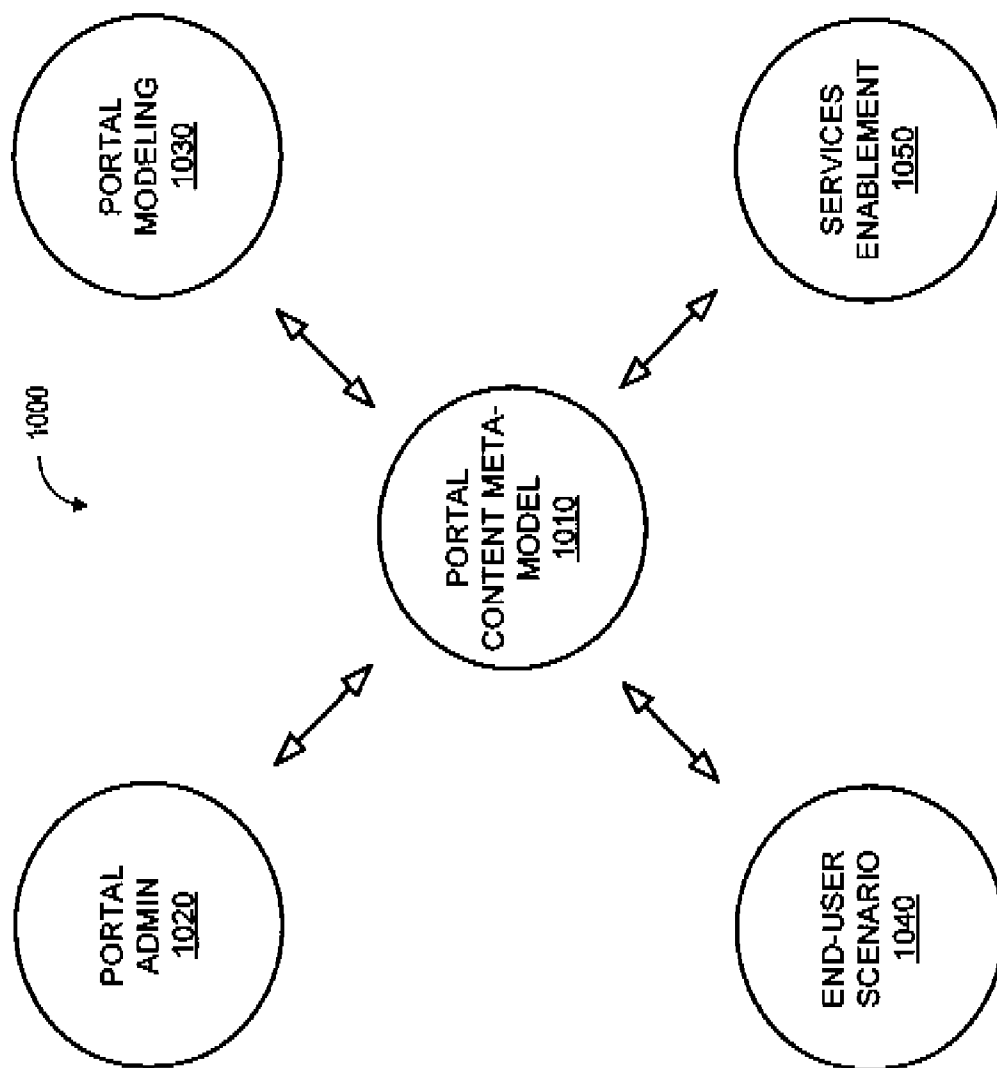 1000
PORTAL
ADMIN
1020
PORTAL
MODELING
1030
PORTAL
CONTENT META-
MODEL
1010
END-USER
SCENARIO
1040
SERVICES
ENABLEMENT
1050